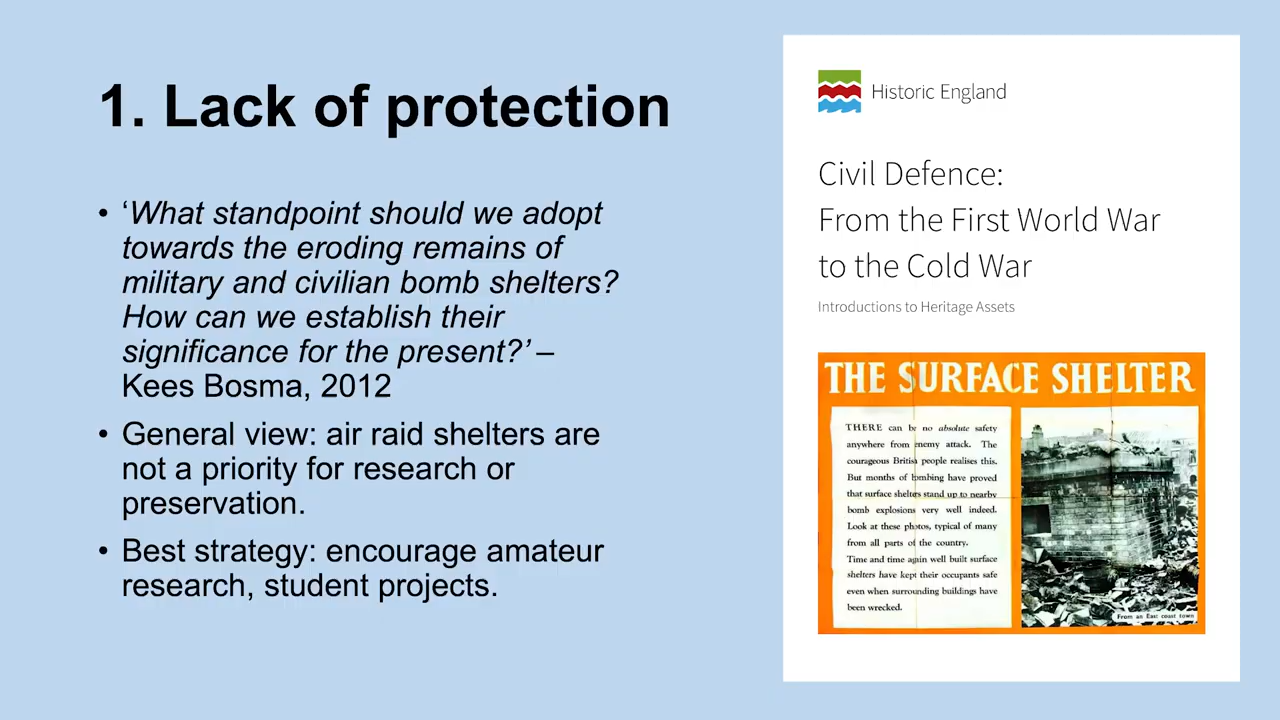 1. Lack of protection
• ‘What standpoint should we adopt
towards the eroding remains of
military and civilian bomb shelters?
How can we establish their
significance for the present?’ –
Kees Bosma, 2012
• General view: air raid shelters are
not a priority for research or
preservation.
• Best strategy: encourage amateur
research, student projects.
Historic England
Civil Defence:
From the First World War
to the Cold War
Introductions to Heritage Assets
THE SURFACE SHELTER
THERE can be no absolute safety
anywhere from enemy attack. The
courageous British people realises this.
But months of bombing have proved
that surface shelters stand up to nearby
bomb explosions very well indeed.
Look at these photos, typical of many
from all parts of the country.
Time and time again well built surface
shelters have kept their occupants safe
even when surrounding buildings have
been wrecked.
From an East coast town